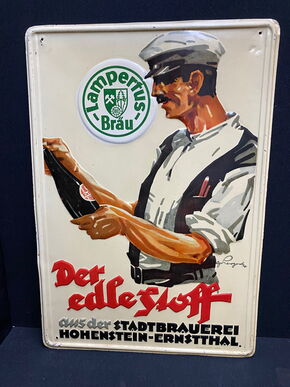 Lampertus
Bräu
Der
edle Stoff
aus der STADTBRAUEREI
HOHENSTEIN-ERNSTTHAL